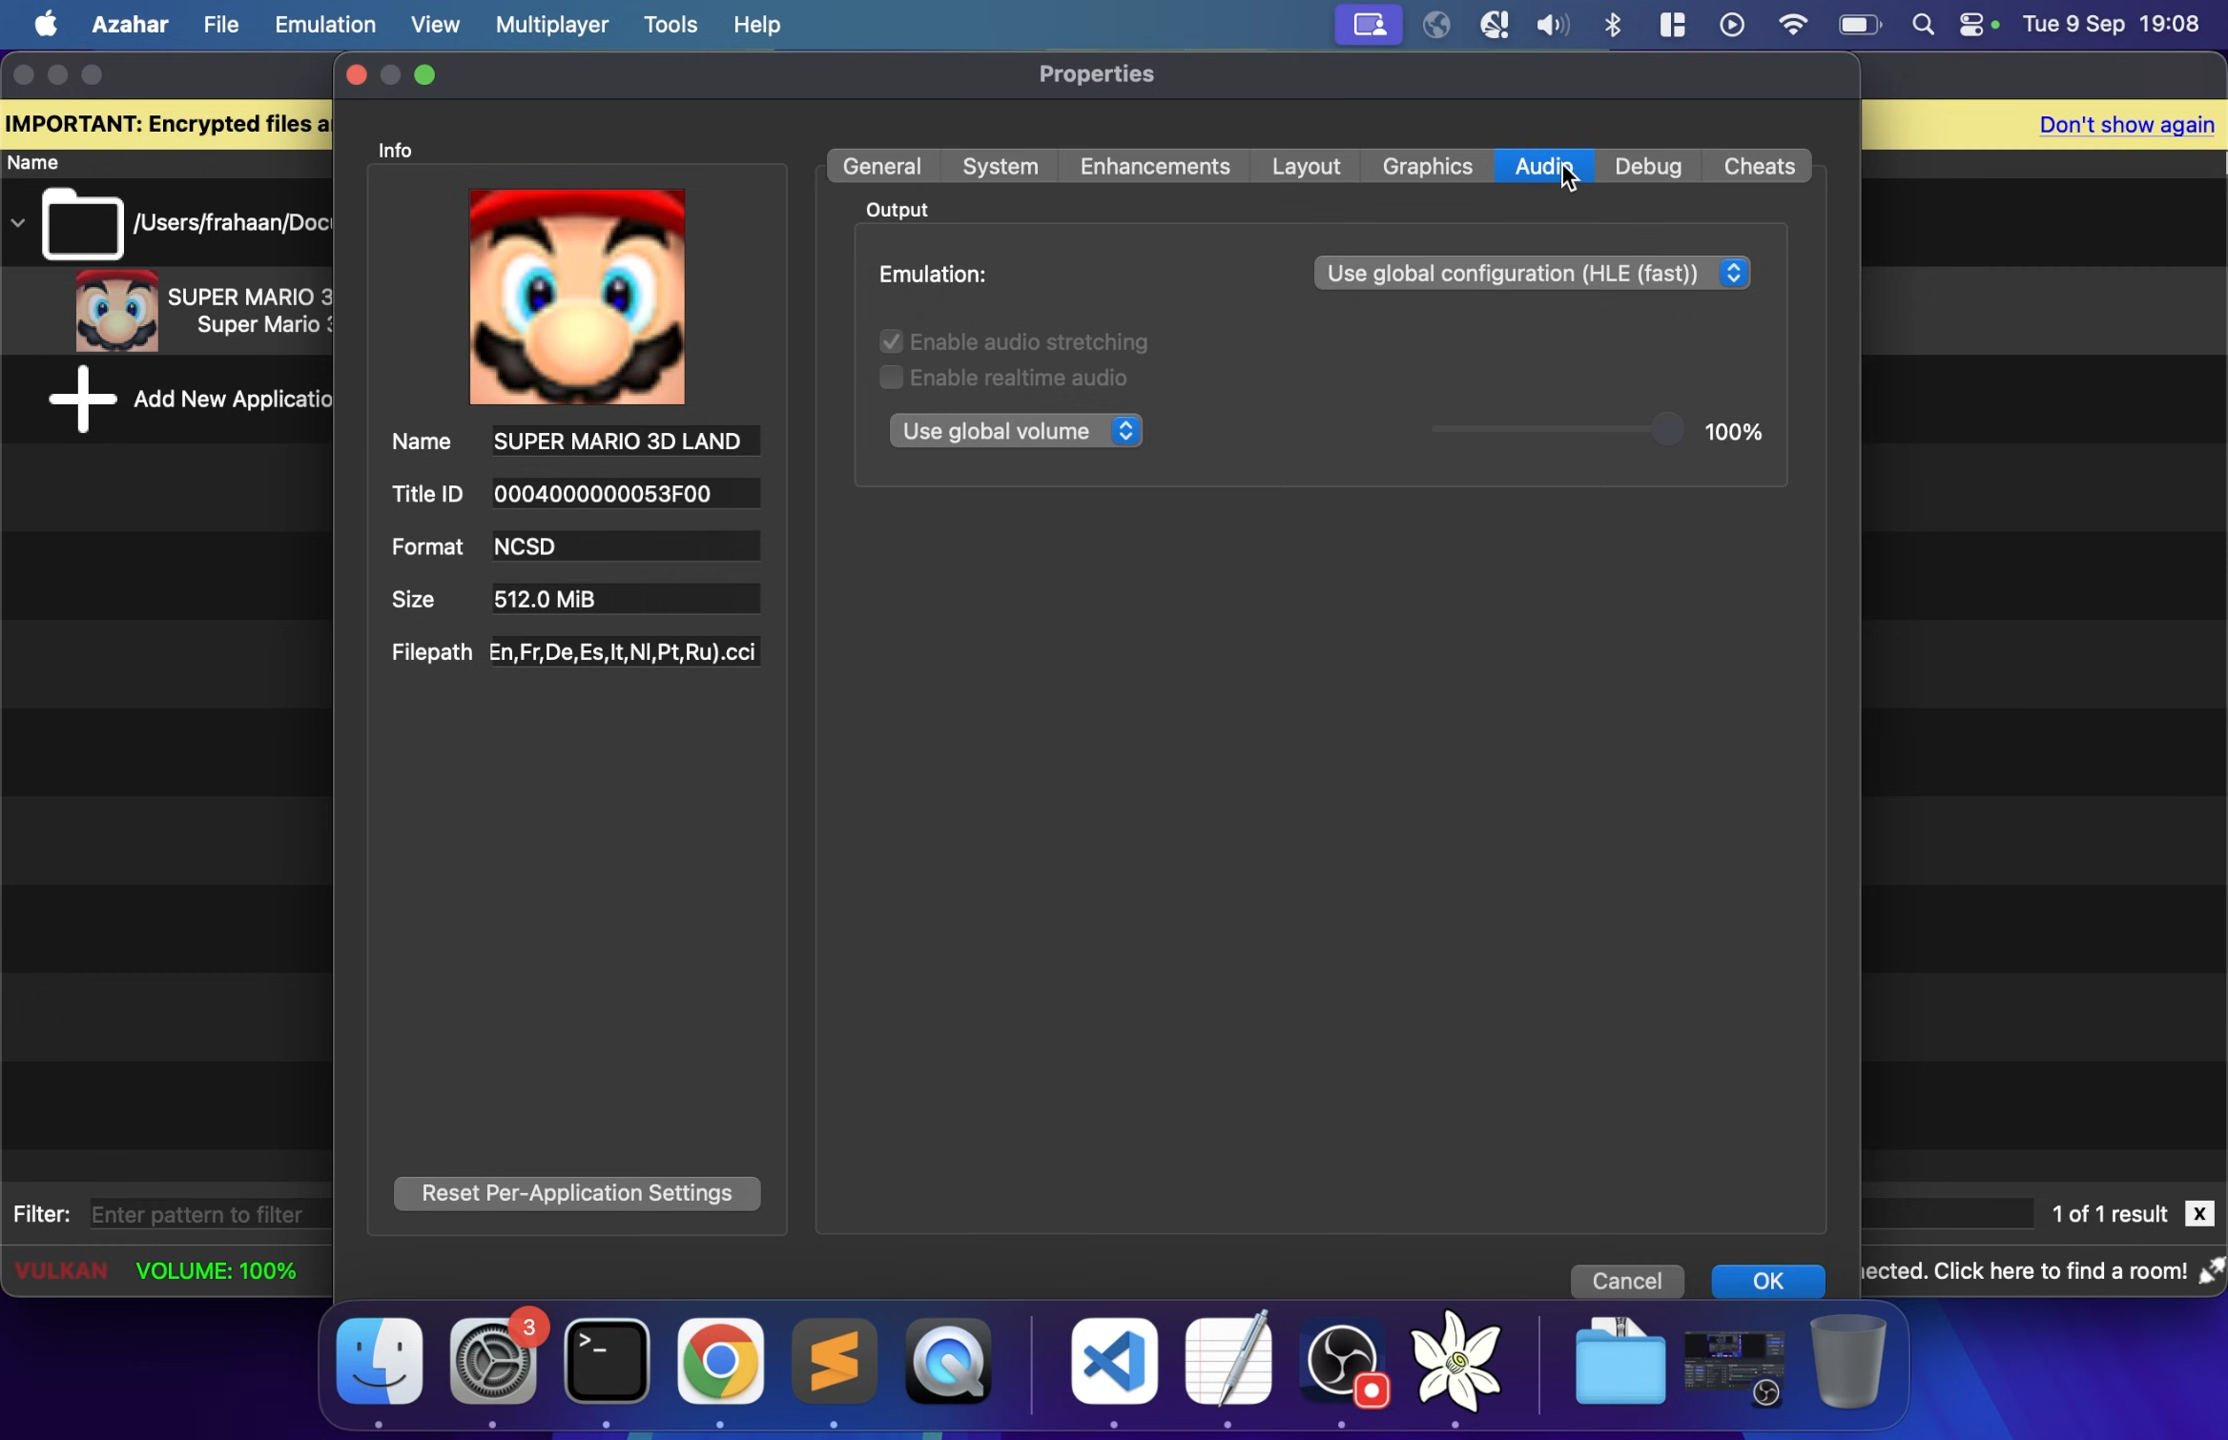 Azahar File Emulation View Multiplayer Tools Help Tue 9 Sep 19:08
Properties
IMPORTANT: Encrypted files a
Don't show again
Name
/Users/frahaan/Doc
SUPER MARIO 3
Super Mario 3
Add New Applicatio
Info
Name SUPER MARIO 3D LAND
Title ID 0004000000053F00
Format NCSD
Size 512.0 MiB
Filepath En,Fr,De,Es,It,Nl,Pt,Ru).cci
Reset Per-Application Settings
General System Enhancements Layout Graphics Audio Debug Cheats
Output
Emulation: Use global configuration (HLE (fast))
Enable audio stretching
Enable realtime audio
Use global volume 100%
Cancel OK
Filter: Enter pattern to filter
1 of 1 result X
VULKAN VOLUME: 100%
nected. Click here to find a room!
3
>_